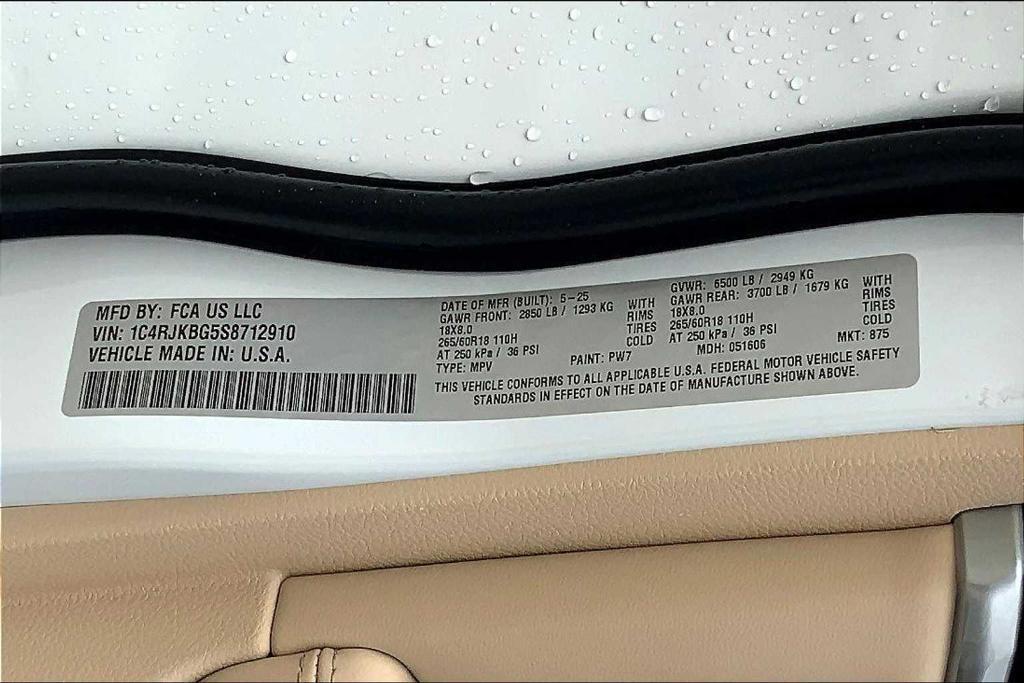 MFD BY: FCA US LLC
VIN: 1C4RJKBG5S8712910
VEHICLE MADE IN: U.S.A.
DATE OF MFR (BUILT): 5-25
GAWR FRONT: 2850 LB / 1293 KG WITH
18X8.0 RIMS
265/60R18 110H TIRES
AT 250 kPa / 36 PSI COLD
TYPE: MPV PAINT: PW7
GVWR: 6500 LB / 2949 KG
GAWR REAR: 3700 LB / 1679 KG WITH
18X8.0 RIMS
265/60R18 110H TIRES
AT 250 kPa / 36 PSI COLD
MDH: 051606 MKT: 875
THIS VEHICLE CONFORMS TO ALL APPLICABLE U.S.A. FEDERAL MOTOR VEHICLE SAFETY
STANDARDS IN EFFECT ON THE DATE OF MANUFACTURE SHOWN ABOVE.